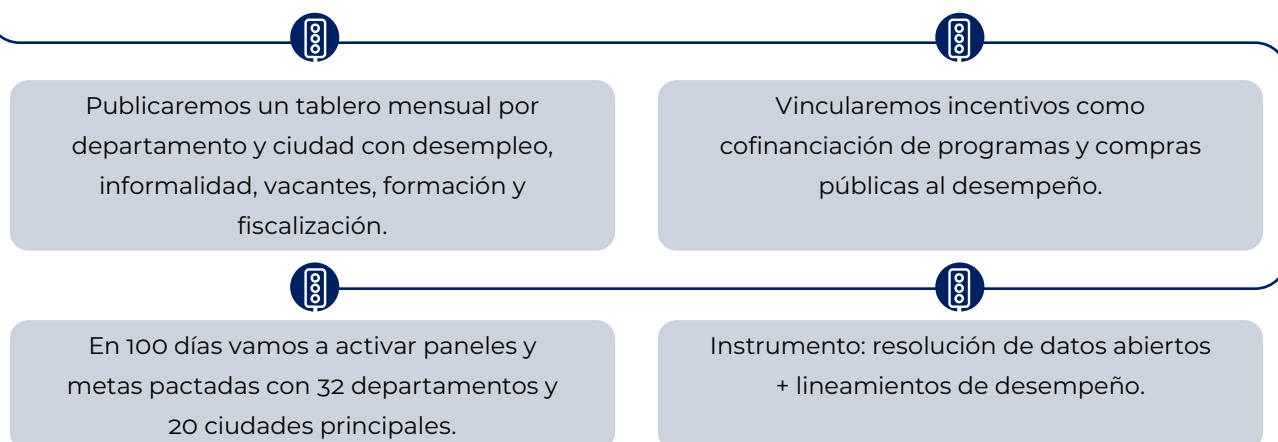 Publicaremos un tablero mensual por
departamento y ciudad con desempleo,
informalidad, vacantes, formación y
fiscalización.
Vincularemos incentivos como
cofinanciación de programas y compras
públicas al desempeño.
En 100 días vamos a activar paneles y
metas pactadas con 32 departamentos y
20 ciudades principales.
Instrumento: resolución de datos abiertos
+ lineamientos de desempeño.